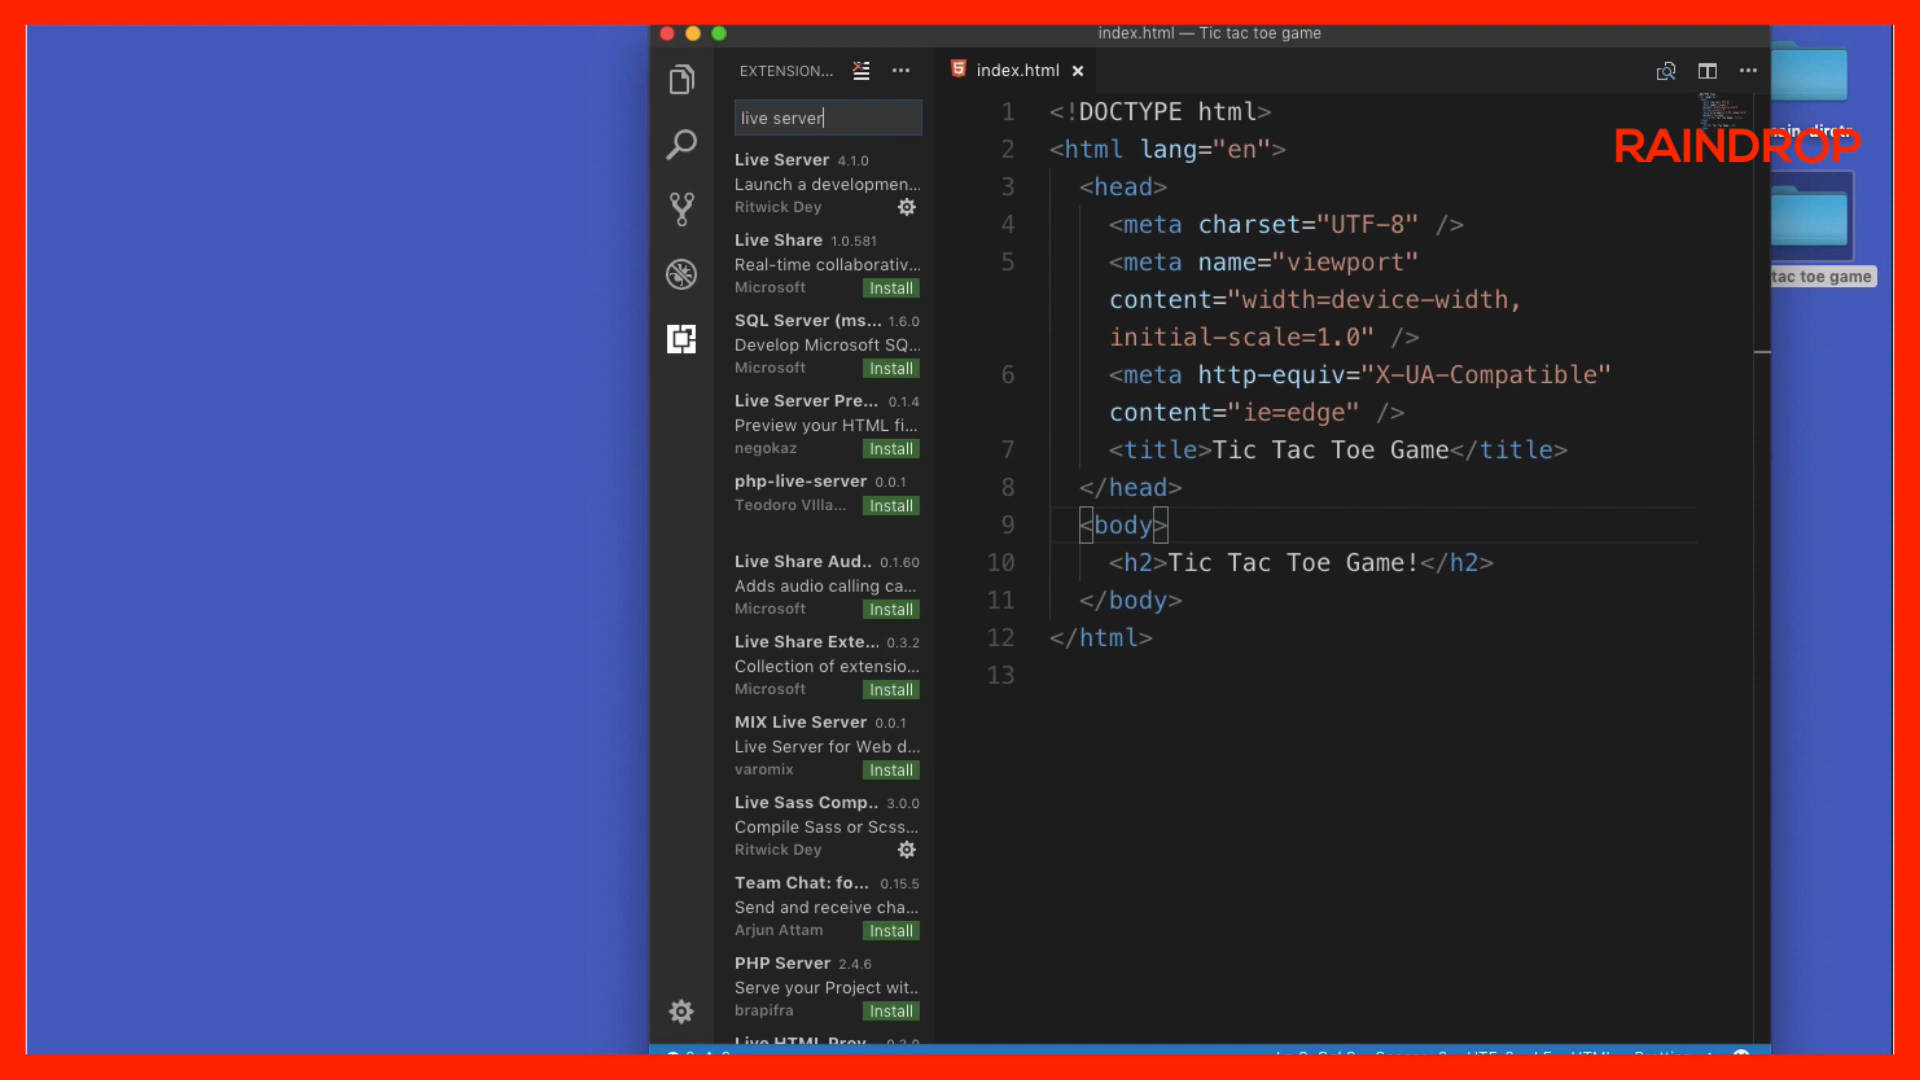 index.html — Tic tac toe game
EXTENSION...
index.html
live server
Live Server 4.1.0
Launch a developmen...
Ritwick Dey
Live Share 1.0.581
Real-time collaborativ...
Microsoft Install
SQL Server (ms... 1.6.0
Develop Microsoft SQ...
Microsoft Install
Live Server Pre... 0.1.4
Preview your HTML fi...
negokaz Install
php-live-server 0.0.1
Teodoro VIlla... Install
Live Share Aud.. 0.1.60
Adds audio calling ca...
Microsoft Install
Live Share Exte... 0.3.2
Collection of extensio...
Microsoft Install
MIX Live Server 0.0.1
Live Server for Web d...
varomix Install
Live Sass Comp.. 3.0.0
Compile Sass or Scss...
Ritwick Dey
Team Chat: fo... 0.15.5
Send and receive cha...
Arjun Attam Install
PHP Server 2.4.6
Serve your Project wit..
brapifra Install
1 <!DOCTYPE html>
2 <html lang="en">
3 <head>
4 <meta charset="UTF-8" />
5 <meta name="viewport"
content="width=device-width,
initial-scale=1.0" />
6 <meta http-equiv="X-UA-Compatible"
content="ie=edge" />
7 <title>Tic Tac Toe Game</title>
8 </head>
9 <body>
10 <h2>Tic Tac Toe Game!</h2>
11 </body>
12 </html>
13
RAINDROP
tac toe game